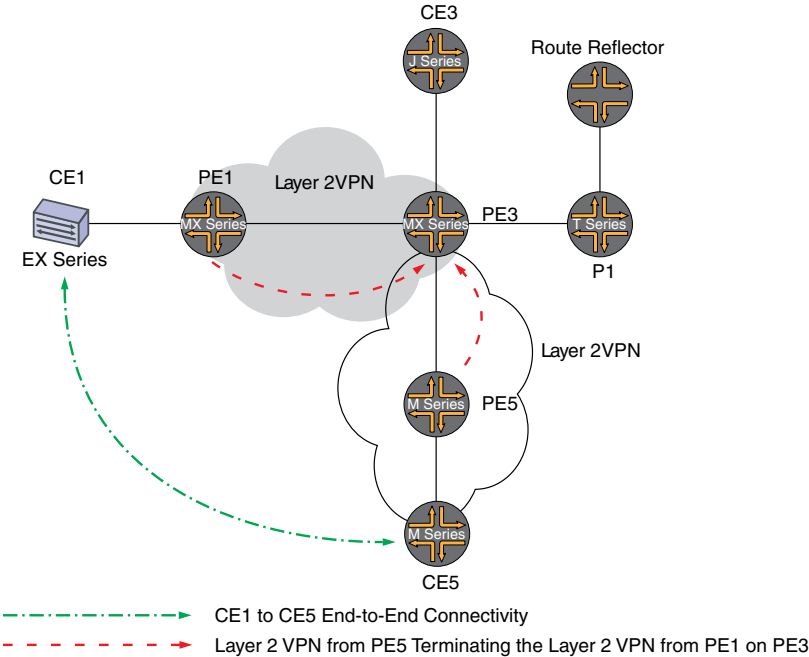 CE3
J Series
Route Reflector
CE1
PE1
Layer 2VPN
MX Series
MX Series
PE3
T Series
EX Series
P1
Layer 2VPN
M Series
PE5
M Series
CE5
CE1 to CE5 End-to-End Connectivity
Layer 2 VPN from PE5 Terminating the Layer 2 VPN from PE1 on PE3